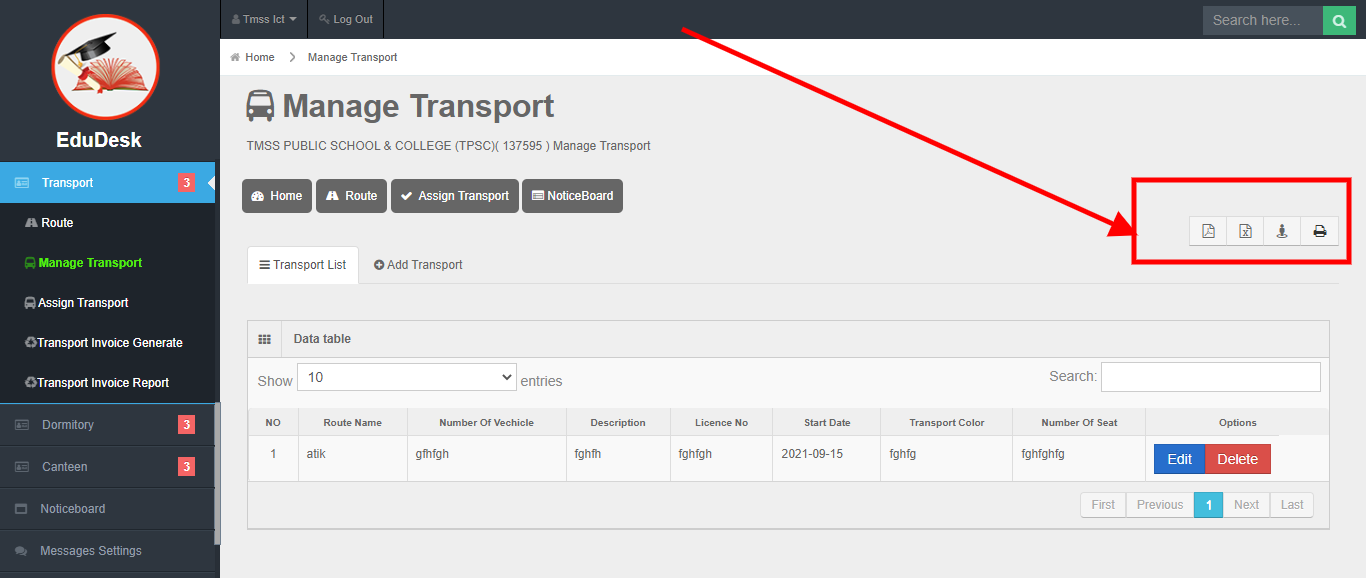 Tmss Ict
Log Out
Search here...
EduDesk
Home
Manage Transport
Manage Transport
TMSS PUBLIC SCHOOL & COLLEGE (TPSC)( 137595 ) Manage Transport
Home
Route
Assign Transport
NoticeBoard
Transport
3
Route
Manage Transport
Assign Transport
Transport Invoice Generate
Transport Invoice Report
Dormitory
3
Canteen
3
Noticeboard
Messages Settings
Transport List
Add Transport
Data table
Show 10 entries
Search:
NO Route Name Number Of Vechicle Description Licence No Start Date Transport Color Number Of Seat Options
1 atik gfhfgh fghfh fghfgh 2021-09-15 fghfg fghfghfg Edit Delete
First Previous 1 Next Last